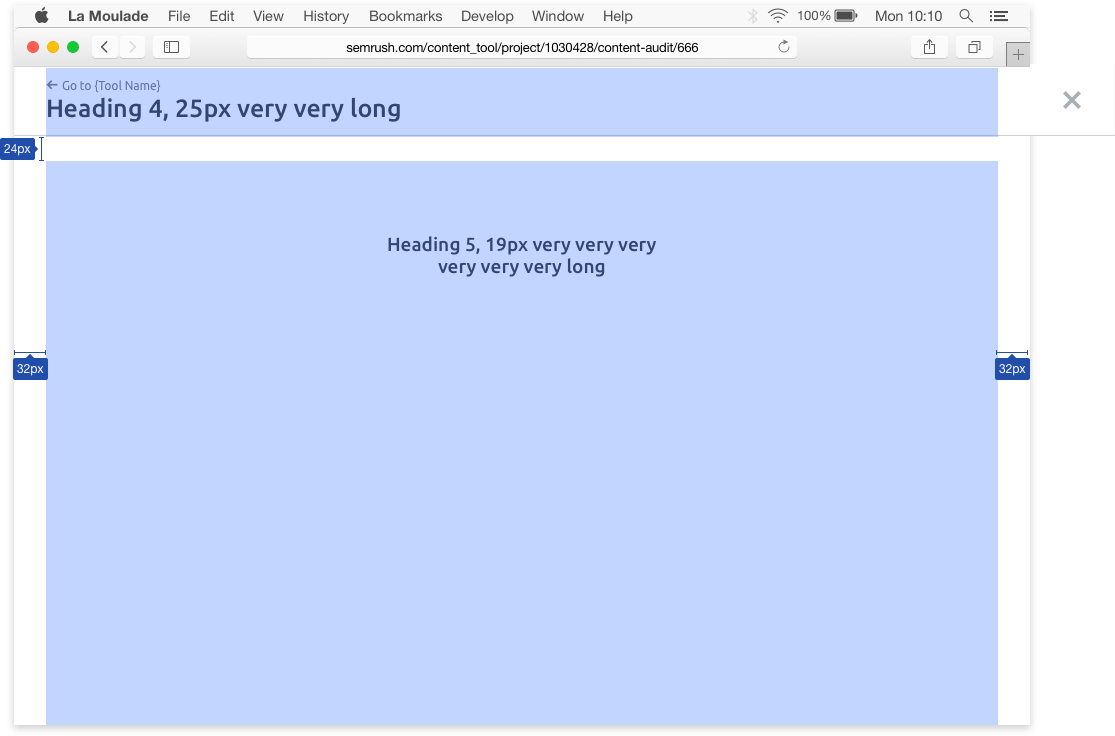 La Moulade File Edit View History Bookmarks Develop Window Help 100% Mon 10:10
semrush.com/content_tool/project/1030428/content-audit/666
← Go to {Tool Name}
Heading 4, 25px very very long
24px
Heading 5, 19px very very very
very very very long
32px
32px